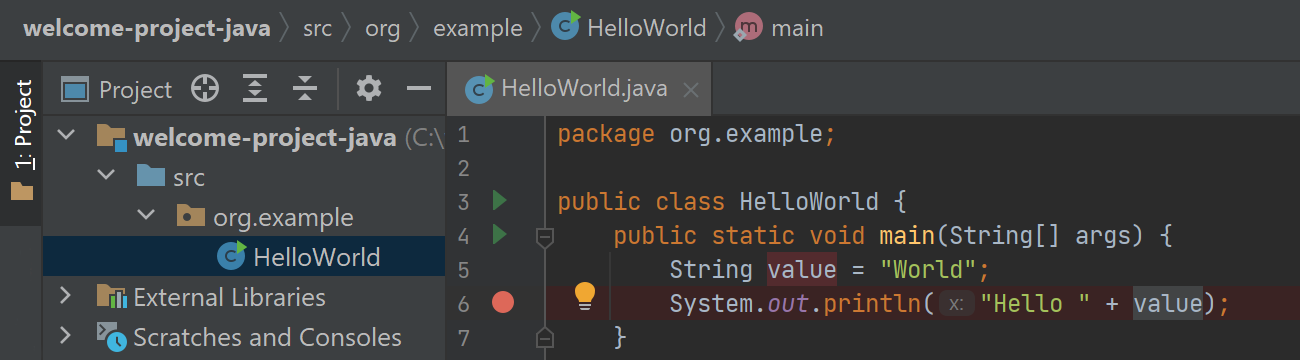 welcome-project-java src org example HelloWorld main
1: Project
Project
welcome-project-java (C:\
src
org.example
HelloWorld
External Libraries
Scratches and Consoles
HelloWorld.java
1 package org.example;
2
3 public class HelloWorld {
4 public static void main(String[] args) {
5 String value = "World";
6 System.out.println( x: "Hello " + value);
7 }